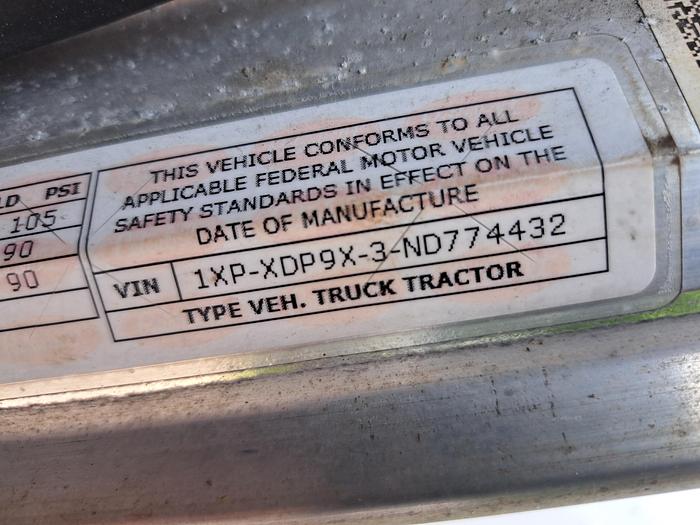 LD PSI
105
90
90
THIS VEHICLE CONFORMS TO ALL
APPLICABLE FEDERAL MOTOR VEHICLE
SAFETY STANDARDS IN EFFECT ON THE
DATE OF MANUFACTURE
VIN 1XP-XDP9X-3-ND774432
TYPE VEH. TRUCK TRACTOR